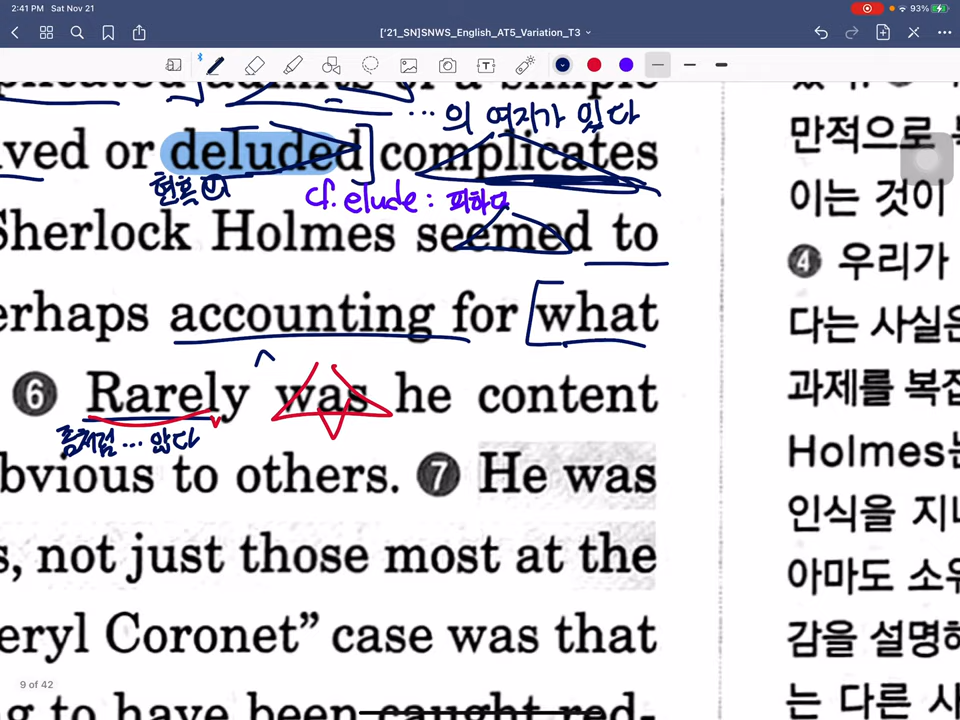 2:41 PM Sat Nov 21
93%
['21_SN]SNWS_English_AT5_Variation_T3
plicated] admits of a simple
…의 여지가 있다
ved or deluded] complicates
현혹
cf. elude : 피하다
Sherlock Holmes seemed to
erhaps accounting for [what
6 Rarely was he content
좀처럼 … 않다
bvious to others. 7 He was
s, not just those most at the
eryl Coronet" case was that
ng to have been caught red-
만적으로
이는 것이
4 우리가
다는 사실은
과제를 복잡
Holmes는
인식을 지
아마도 소유
감을 설명하
는 다른 사
9 of 42